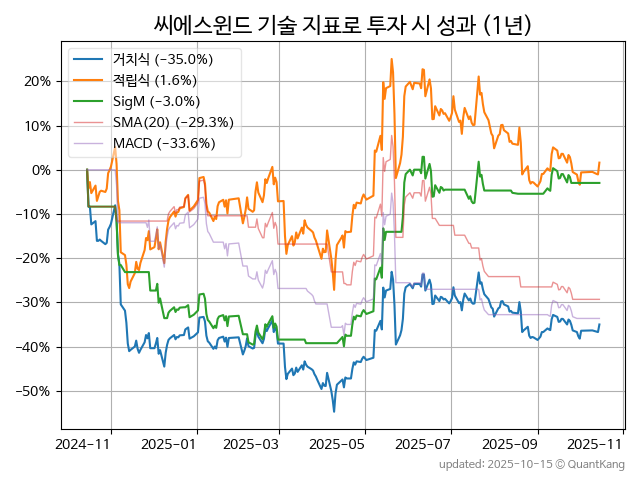 씨에스윈드 기술 지표로 투자 시 성과 (1년)
거치식 (−35.0%)
적립식 (1.6%)
SigM (−3.0%)
SMA(20) (−29.3%)
MACD (−33.6%)
20%
10%
0%
−10%
−20%
−30%
−40%
−50%
2024-11 2025-01 2025-03 2025-05 2025-07 2025-09 2025-11
updated: 2025-10-15 © QuantKang